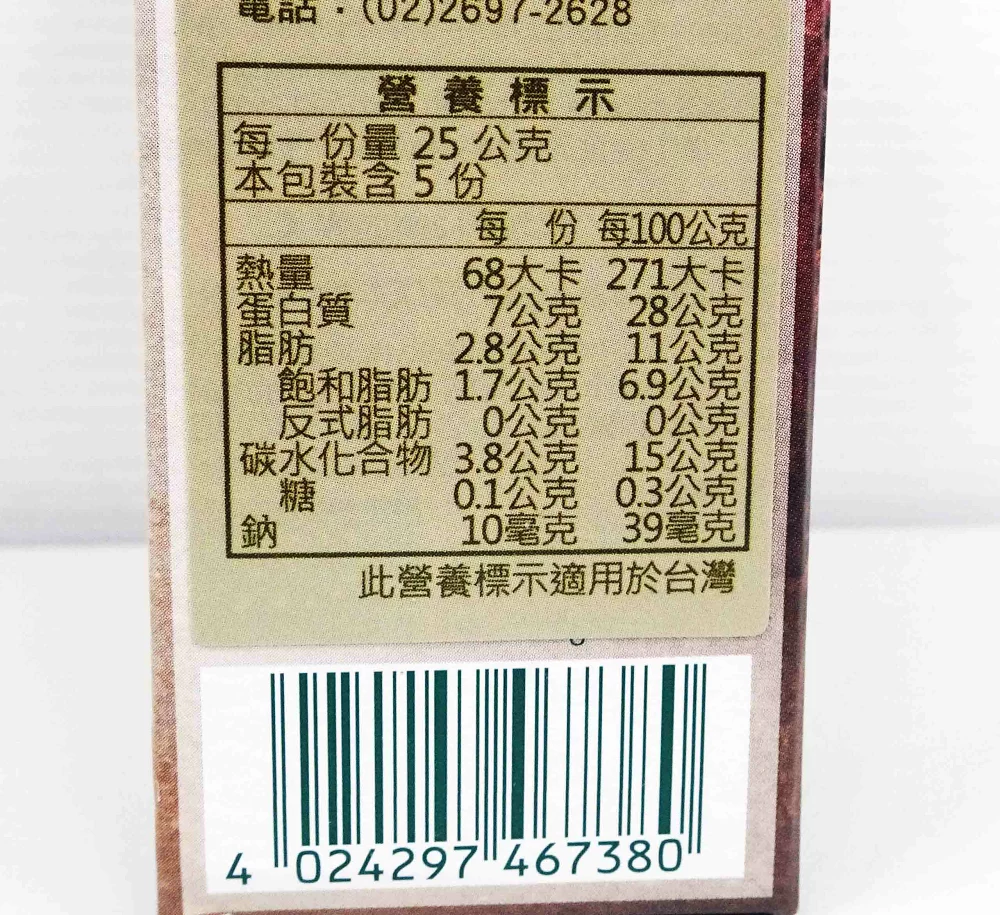 電話：(02)2697-2628
營養標示
每一份量 25 公克
本包裝含 5 份
每 份 每100公克
熱量 68大卡 271大卡
蛋白質 7公克 28公克
脂肪 2.8公克 11公克
飽和脂肪 1.7公克 6.9公克
反式脂肪 0公克 0公克
碳水化合物 3.8公克 15公克
糖 0.1公克 0.3公克
鈉 10毫克 39毫克
此營養標示適用於台灣
4 024297 467380